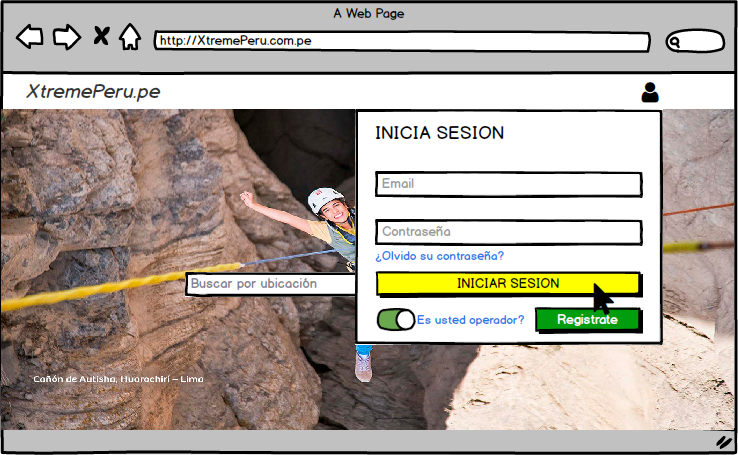 A Web Page
http://XtremePeru.com.pe
XtremePeru.pe
INICIA SESION
Email
Contraseña
¿Olvido su contraseña?
Buscar por ubicación
INICIAR SESION
Es usted operador?
Registrate
Cañón de Autisha, Huarochirí – Lima